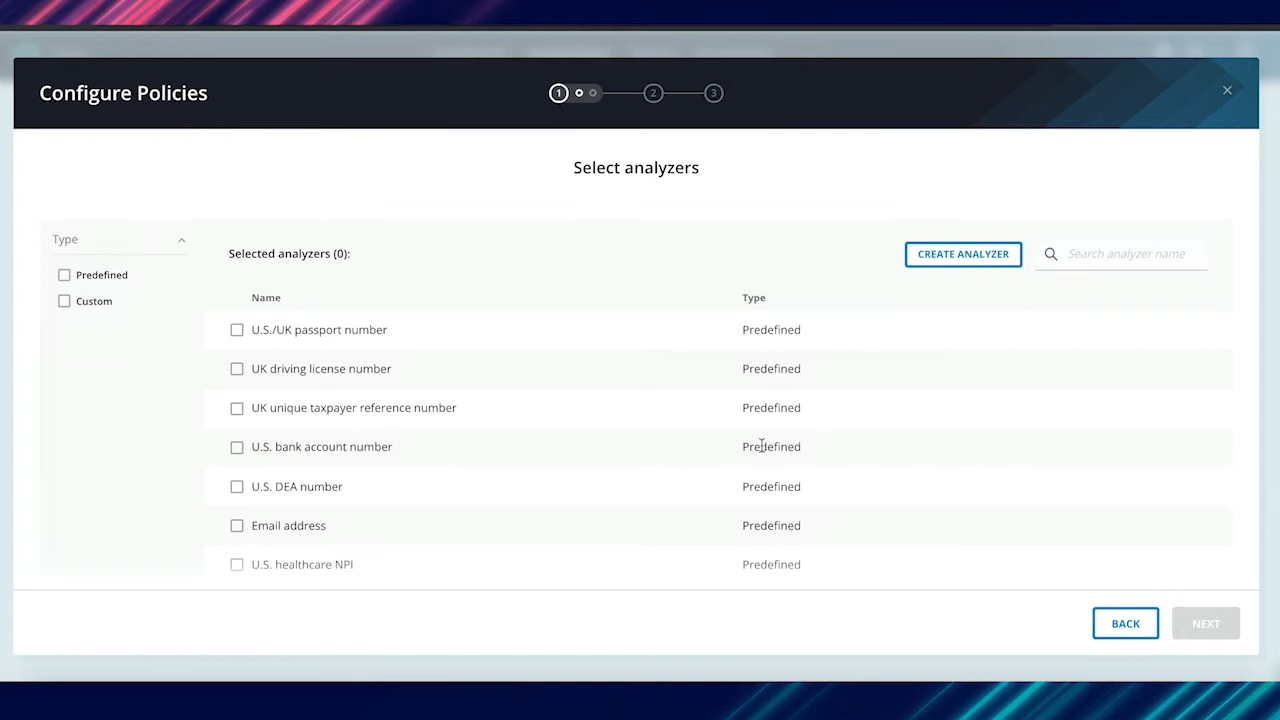 Configure Policies
1
2
3
Select analyzers
Type
Predefined
Custom
Selected analyzers (0):
CREATE ANALYZER
Search analyzer name
Name Type
U.S./UK passport number Predefined
UK driving license number Predefined
UK unique taxpayer reference number Predefined
U.S. bank account number Predefined
U.S. DEA number Predefined
Email address Predefined
U.S. healthcare NPI Predefined
BACK
NEXT